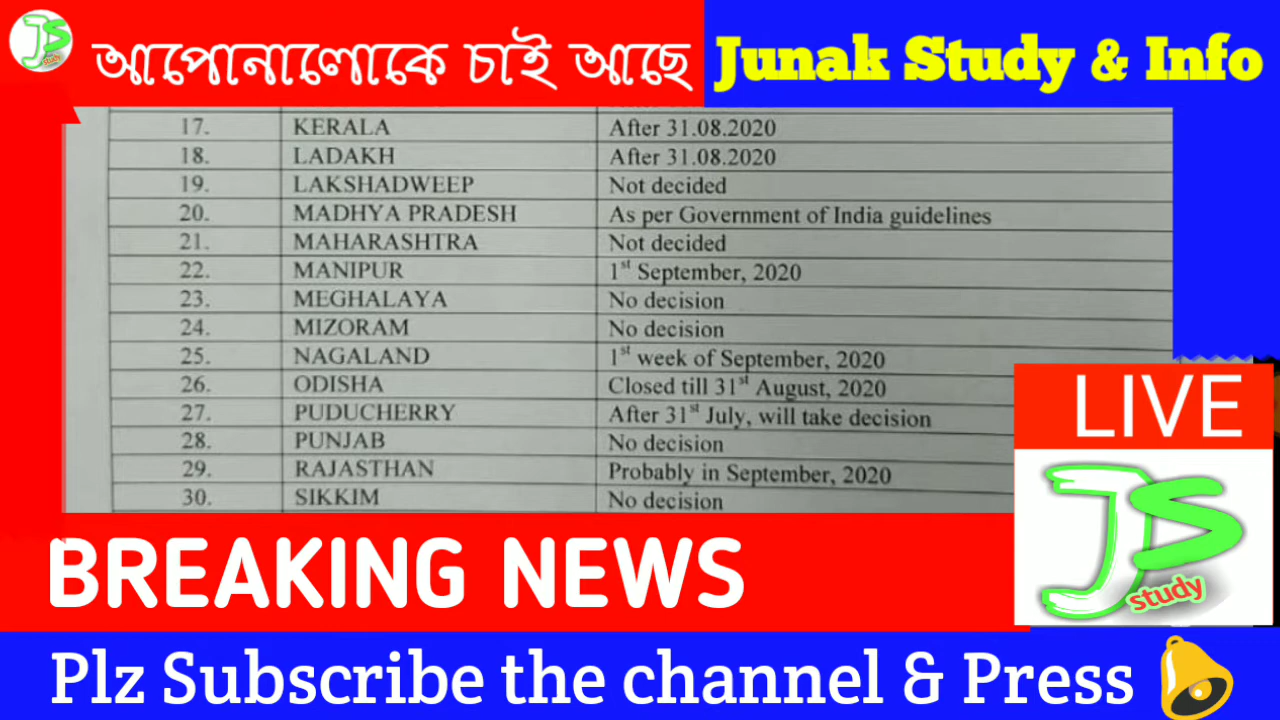 JS
study
আপোনালোকে চাই আছে
Junak Study & Info
17. KERALA After 31.08.2020
18. LADAKH After 31.08.2020
19. LAKSHADWEEP Not decided
20. MADHYA PRADESH As per Government of India guidelines
21. MAHARASHTRA Not decided
22. MANIPUR 1st September, 2020
23. MEGHALAYA No decision
24. MIZORAM No decision
25. NAGALAND 1st week of September, 2020
26. ODISHA Closed till 31st August, 2020
27. PUDUCHERRY After 31st July, will take decision
28. PUNJAB No decision
29. RAJASTHAN Probably in September, 2020
30. SIKKIM No decision
LIVE
JS
study
BREAKING NEWS
Plz Subscribe the channel & Press